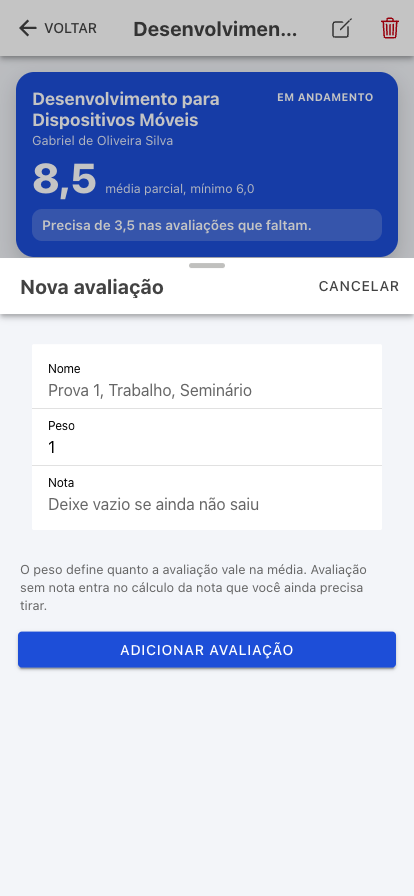 VOLTAR
Desenvolvimen...
Desenvolvimento para
Dispositivos Móveis
EM ANDAMENTO
Gabriel de Oliveira Silva
8,5 média parcial, mínimo 6,0
Precisa de 3,5 nas avaliações que faltam.
Nova avaliação
CANCELAR
Nome
Prova 1, Trabalho, Seminário
Peso
1
Nota
Deixe vazio se ainda não saiu
O peso define quanto a avaliação vale na média. Avaliação
sem nota entra no cálculo da nota que você ainda precisa
tirar.
ADICIONAR AVALIAÇÃO